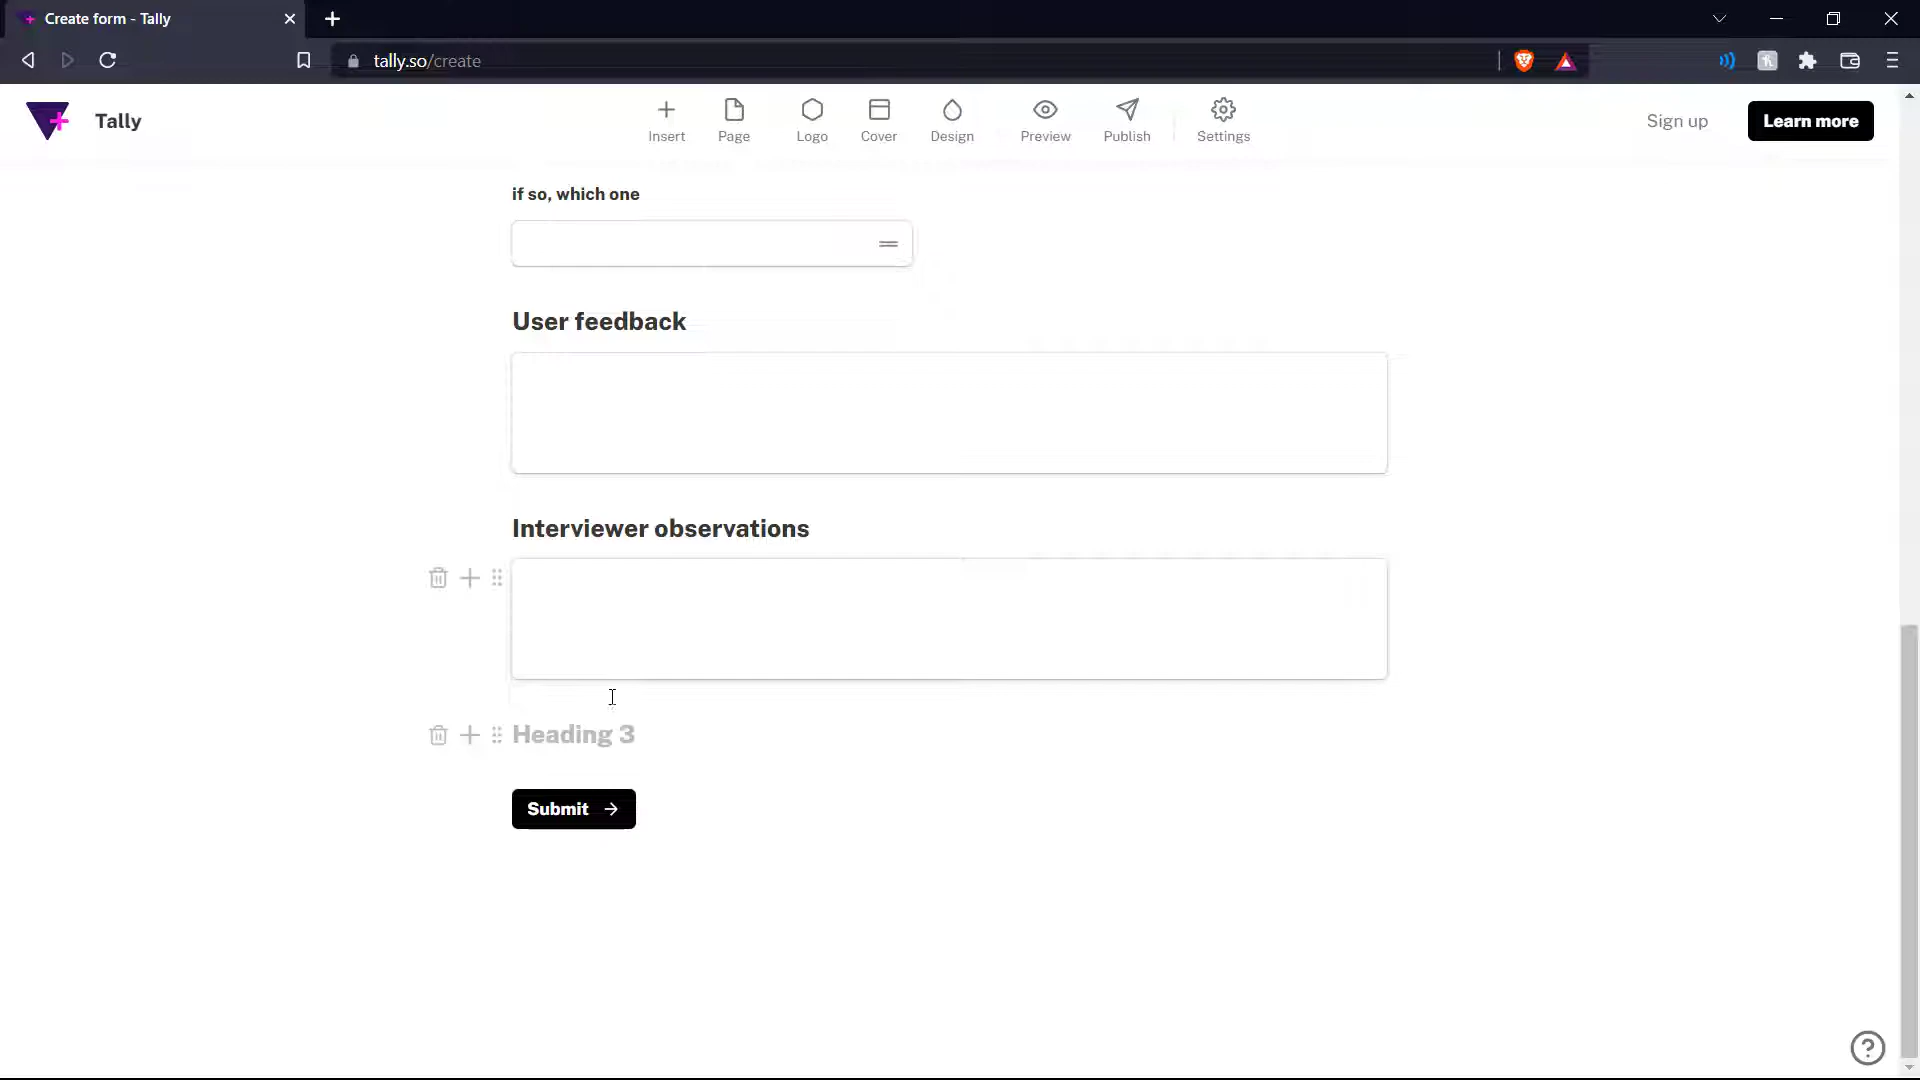 Create form - Tally
tally.so/create
Tally
Insert
Page
Logo
Cover
Design
Preview
Publish
Settings
Sign up
Learn more
if so, which one
User feedback
Interviewer observations
Heading 3
Submit